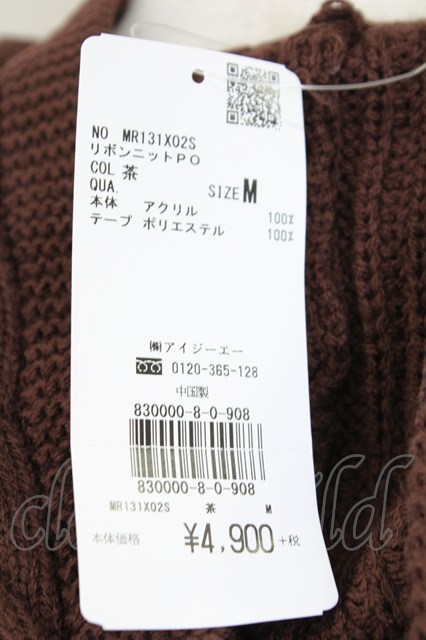 NO MR131X02S
リボンニットPO
COL 茶
QUA. SIZE M
本体 アクリル 100%
テープ ポリエステル 100%
㈱アイジーエー
0120-365-128
中国製
830000-8-0-908
830000-8-0-908
MR131X02S 茶 M
本体価格 ¥4,900+税